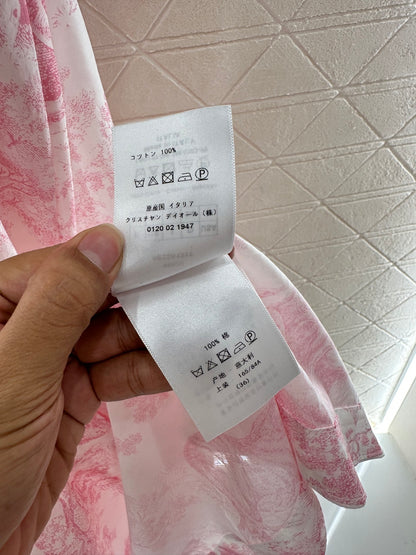 コットン 100%
原産国 イタリア
クリスチャン ディオール (株)
0120 02 1947
100% 棉
产地 意大利
上装 165/84A
(36)